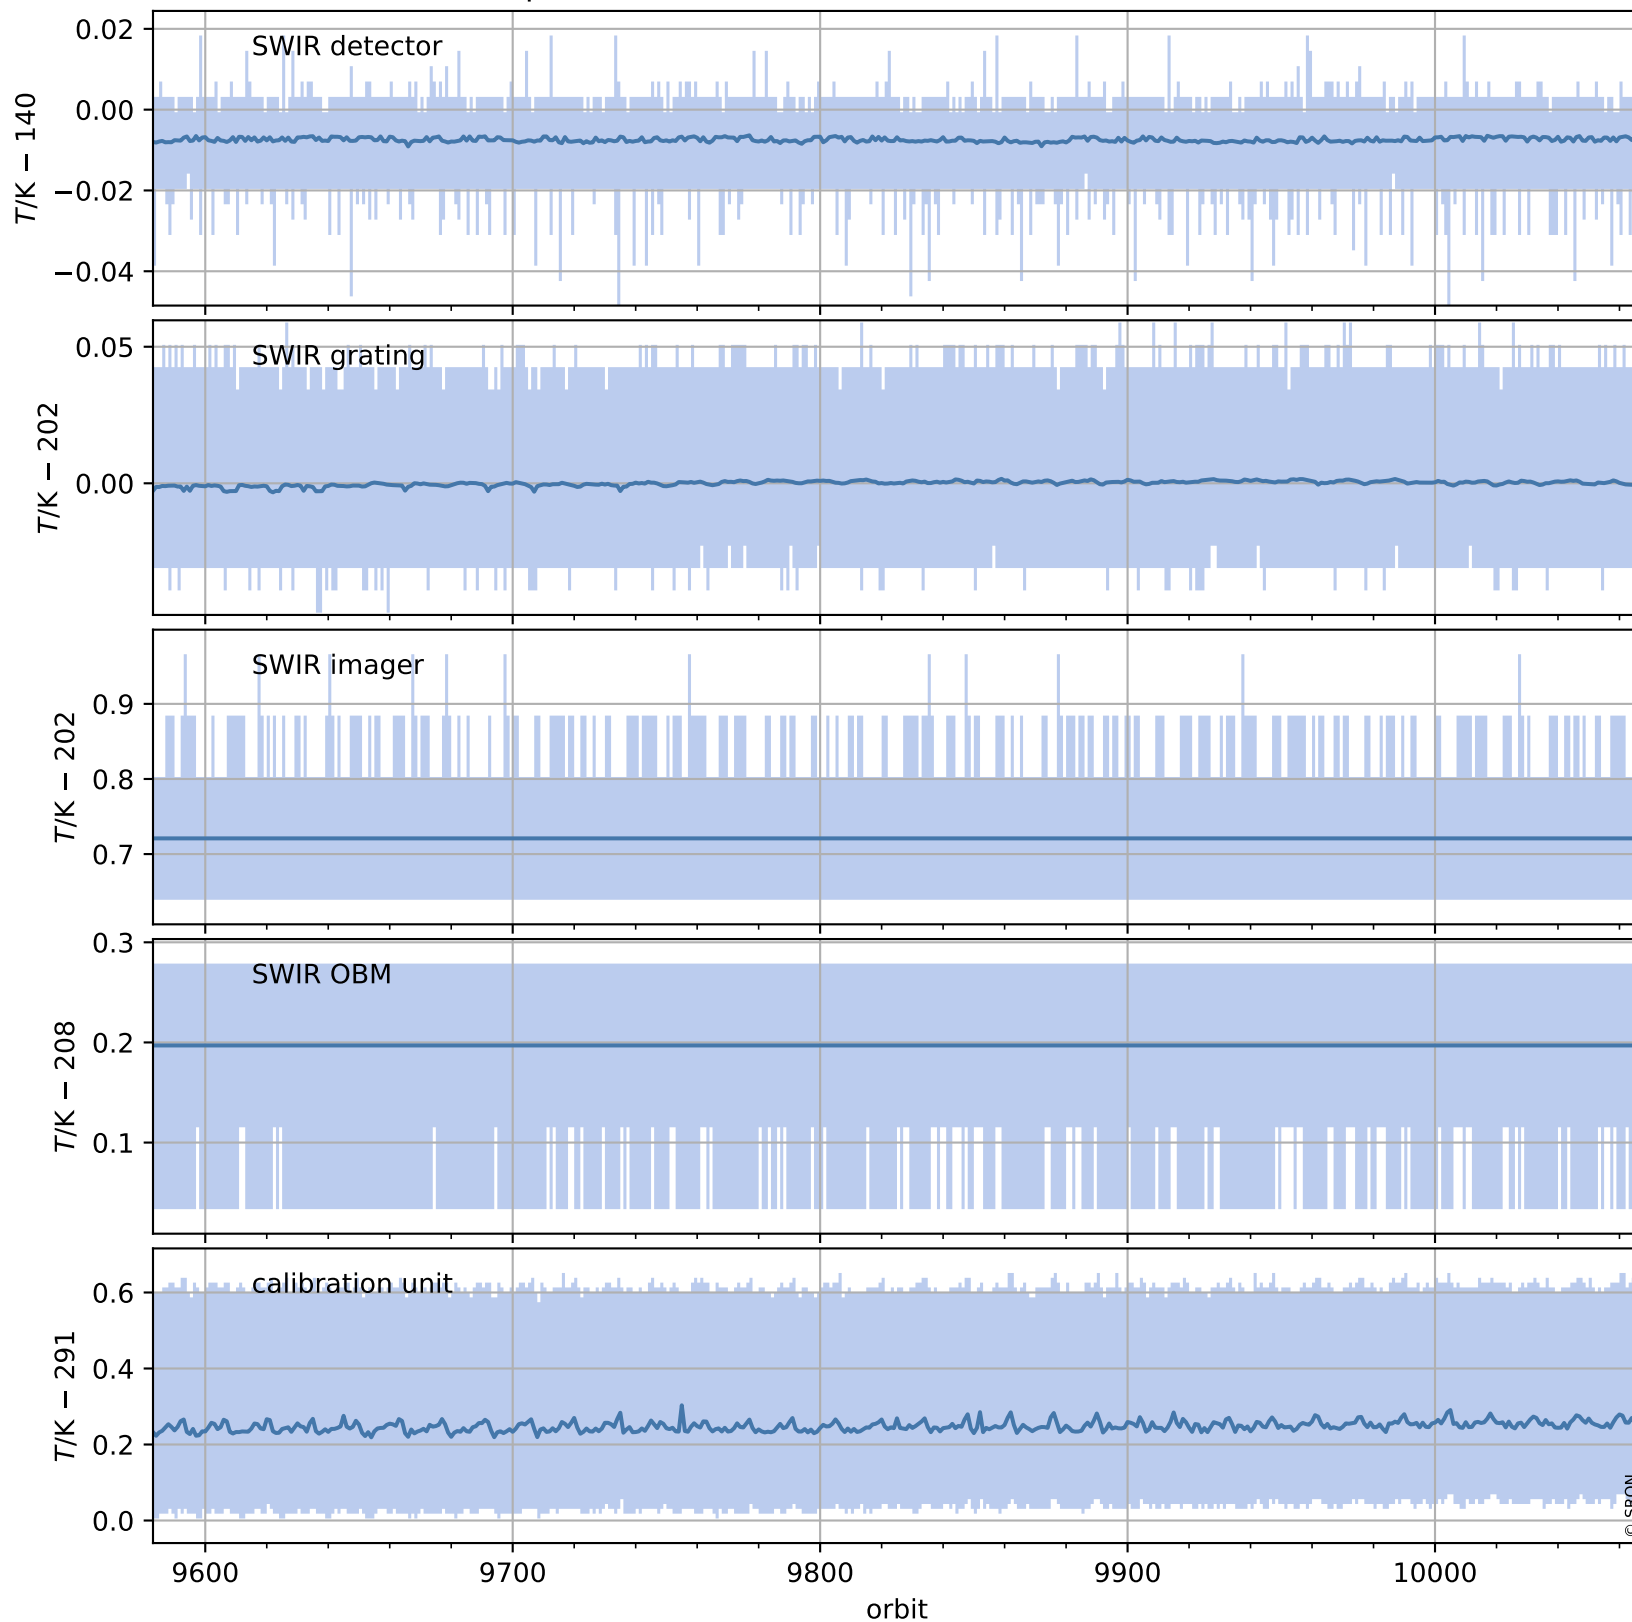 SWIR detector
0.02
0.00
−0.02
−0.04
T/K − 140
SWIR grating
0.05
0.00
T/K − 202
SWIR imager
0.9
0.8
0.7
T/K − 202
SWIR OBM
0.3
0.2
0.1
T/K − 208
calibration unit
0.6
0.4
0.2
0.0
T/K − 291
© SRON
9600 9700 9800 9900 10000
orbit